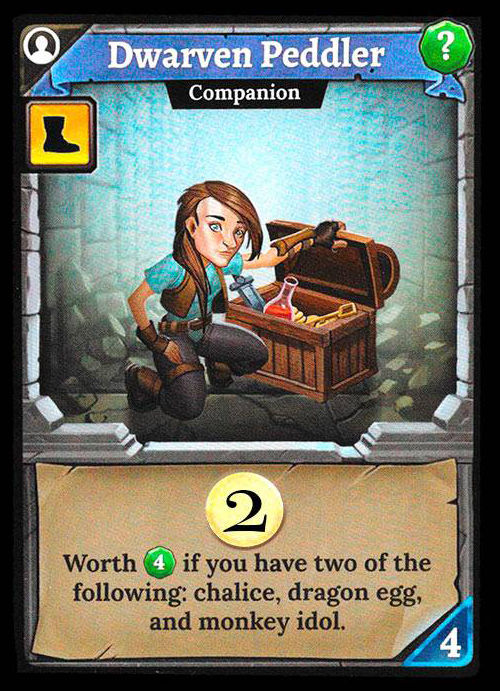 Dwarven Peddler
?
Companion
2
Worth 4 if you have two of the
following: chalice, dragon egg,
and monkey idol.
4